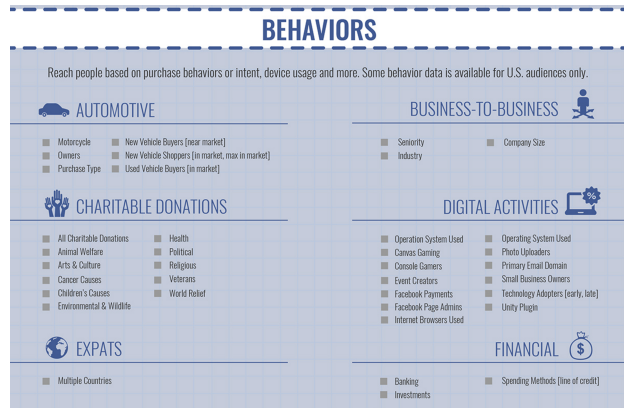 BEHAVIORS
Reach people based on purchase behaviors or intent, device usage and more. Some behavior data is available for U.S. audiences only.
AUTOMOTIVE
Motorcycle
Owners
Purchase Type
New Vehicle Buyers [near market]
New Vehicle Shoppers [in market, max in market]
Used Vehicle Buyers [in market]
BUSINESS-TO-BUSINESS
Seniority
Industry
Company Size
CHARITABLE DONATIONS
All Charitable Donations
Animal Welfare
Arts & Culture
Cancer Causes
Children's Causes
Environmental & Wildlife
Health
Political
Religious
Veterans
World Relief
DIGITAL ACTIVITIES
%
Operation System Used
Canvas Gaming
Console Gamers
Event Creators
Facebook Payments
Facebook Page Admins
Internet Browsers Used
Operating System Used
Photo Uploaders
Primary Email Domain
Small Business Owners
Technology Adopters [early, late]
Unity Plugin
EXPATS
Multiple Countries
FINANCIAL
$
Banking
Investments
Spending Methods [line of credit]